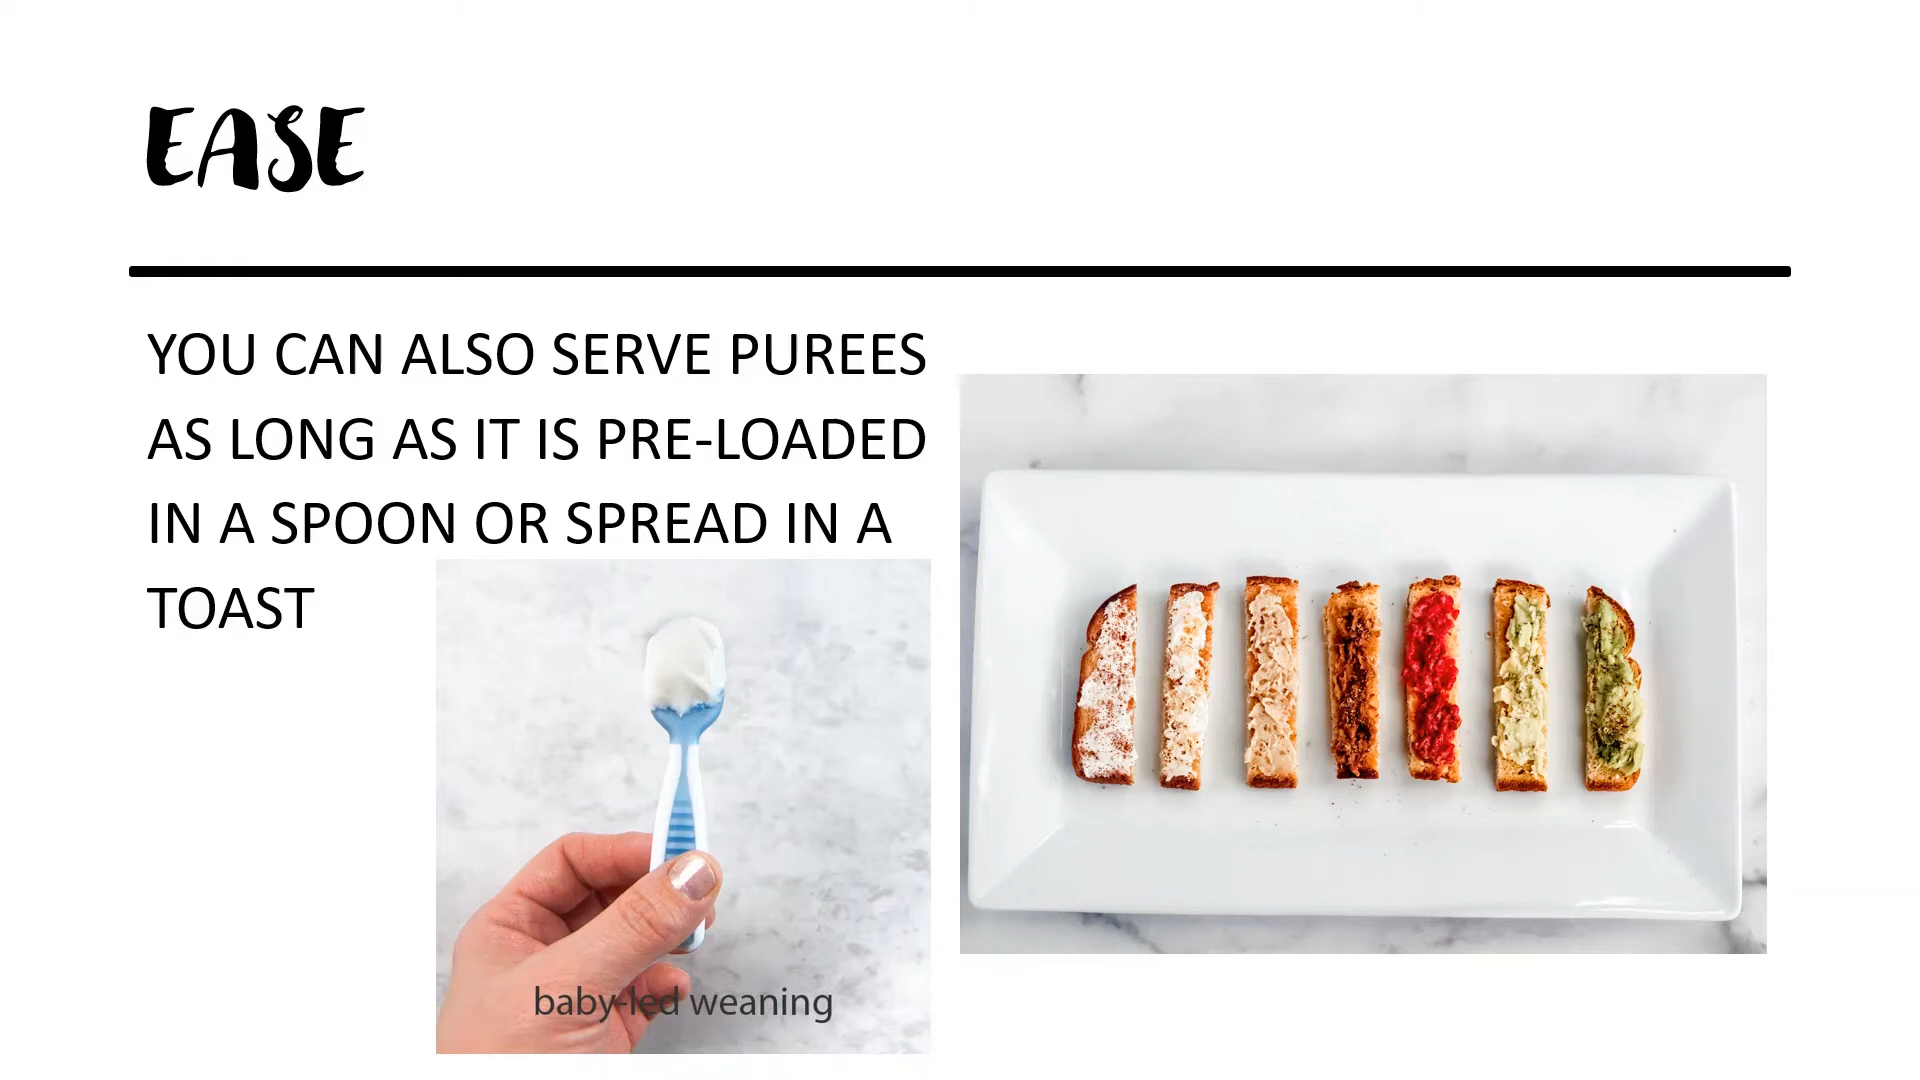 EASE
YOU CAN ALSO SERVE PUREES
AS LONG AS IT IS PRE-LOADED
IN A SPOON OR SPREAD IN A
TOAST
baby-led weaning